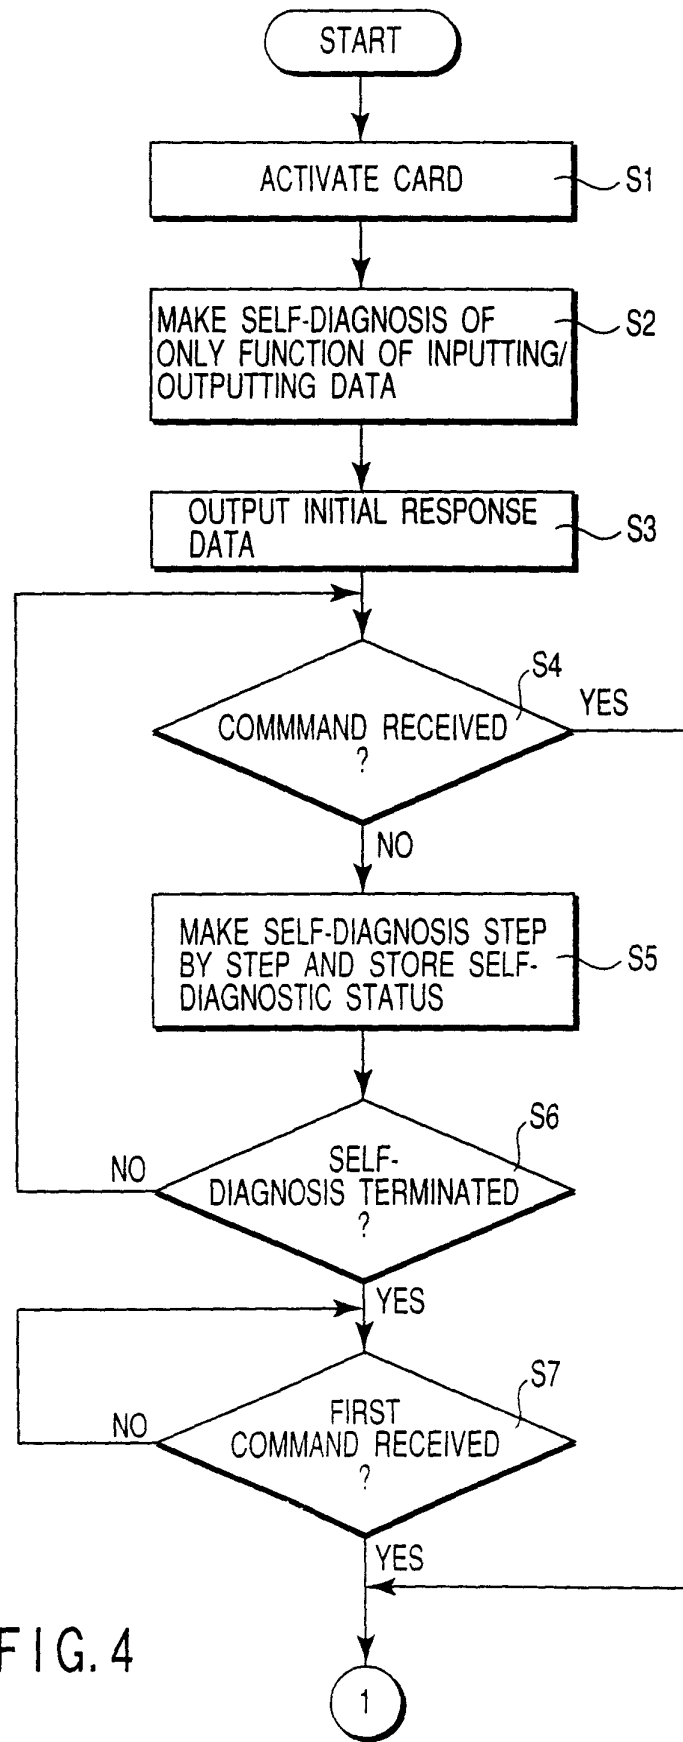 START
ACTIVATE CARD
S1
MAKE SELF-DIAGNOSIS OF
ONLY FUNCTION OF INPUTTING/
OUTPUTTING DATA
S2
OUTPUT INITIAL RESPONSE
DATA
S3
S4
COMMMAND RECEIVED
?
YES
NO
MAKE SELF-DIAGNOSIS STEP
BY STEP AND STORE SELF-
DIAGNOSTIC STATUS
S5
S6
SELF-
DIAGNOSIS TERMINATED
?
NO
YES
S7
FIRST
COMMAND RECEIVED
?
NO
YES
FIG. 4
1